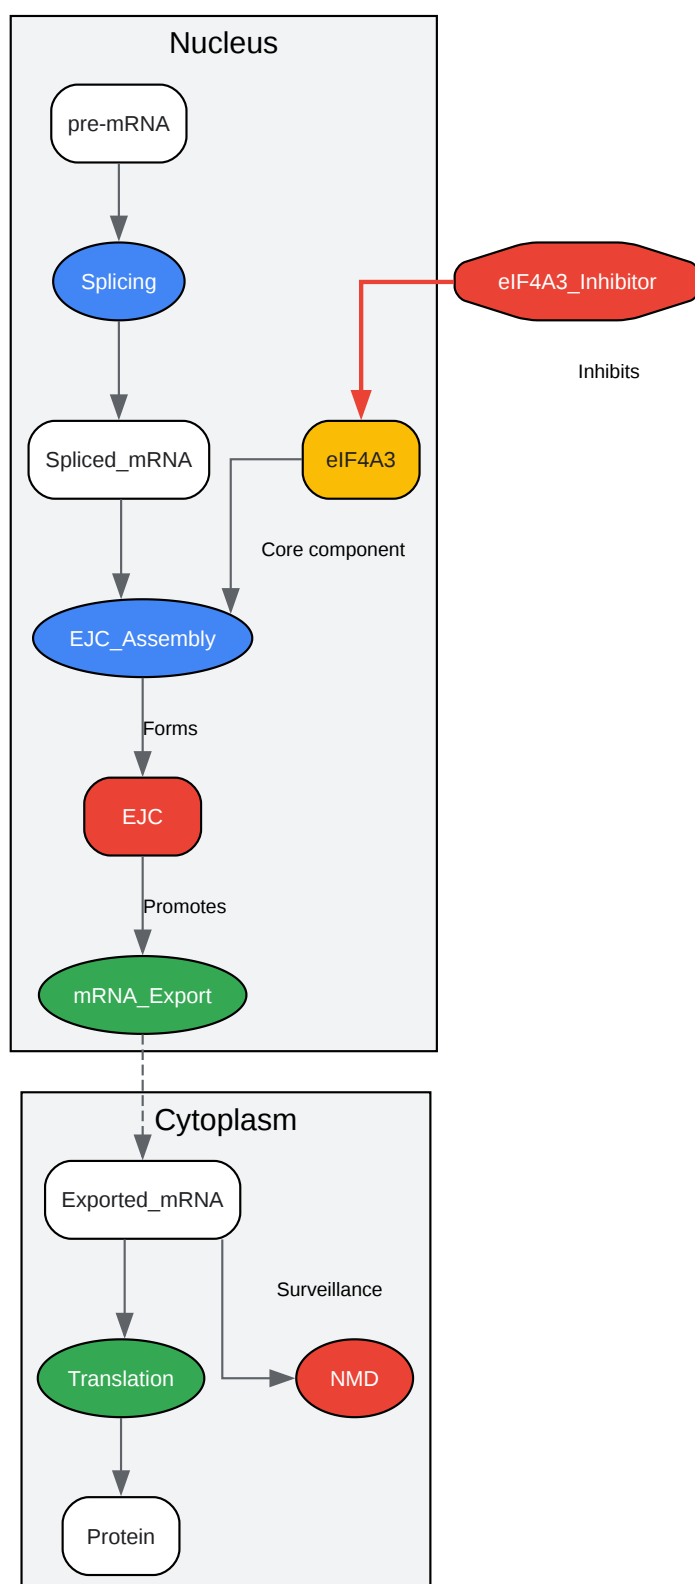 Nucleus
pre-mRNA
Splicing
eIF4A3_Inhibitor
Inhibits
Spliced_mRNA
eIF4A3
Core component
EJC_Assembly
Forms
EJC
Promotes
mRNA_Export
Cytoplasm
Exported_mRNA
Surveillance
Translation
NMD
Protein